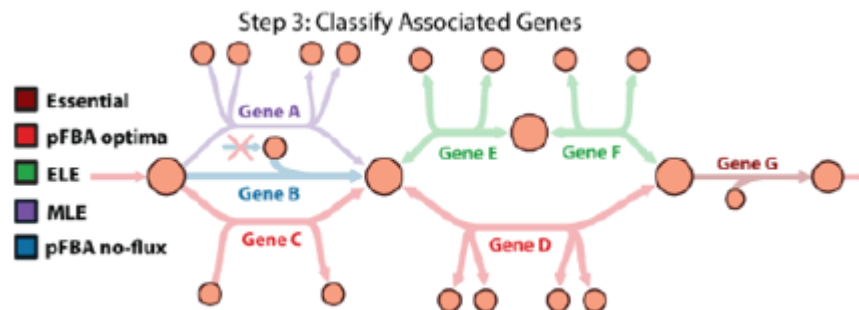 Step 3: Classify Associated Genes
Essential
pFBA optima
ELE
MLE
pFBA no-flux
Gene A
Gene B
Gene C
Gene E
Gene F
Gene D
Gene G